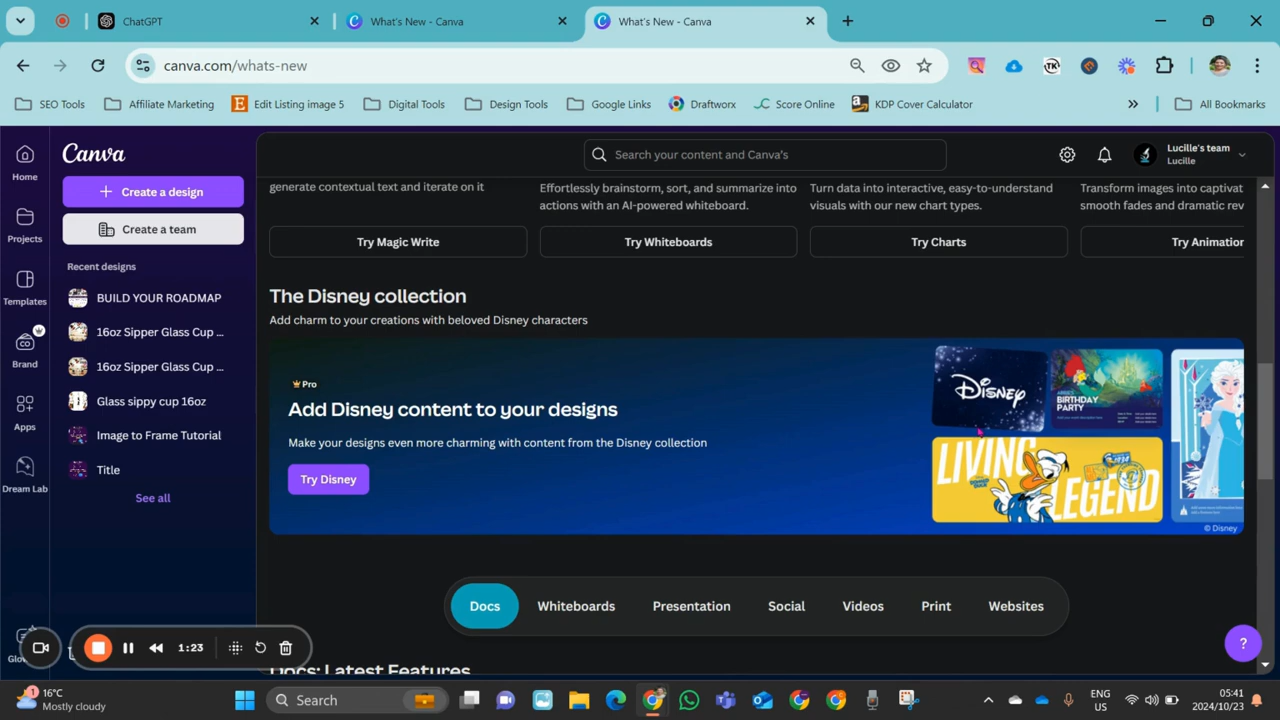 ChatGPT
What's New - Canva
What's New - Canva
canva.com/whats-new
SEO Tools
Affiliate Marketing
Edit Listing image 5
Digital Tools
Design Tools
Google Links
Draftworx
Score Online
KDP Cover Calculator
All Bookmarks
Home
Projects
Templates
Brand
Apps
Dream Lab
Canva
Create a design
Create a team
Recent designs
BUILD YOUR ROADMAP
16oz Sipper Glass Cup ...
16oz Sipper Glass Cup ...
Glass sippy cup 16oz
Image to Frame Tutorial
Title
See all
Search your content and Canva's
Lucille's team
Lucille
generate contextual text and iterate on it
Try Magic Write
Effortlessly brainstorm, sort, and summarize into
actions with an AI-powered whiteboard.
Try Whiteboards
Turn data into interactive, easy-to-understand
visuals with our new chart types.
Try Charts
Transform images into captivat
smooth fades and dramatic rev
Try Animation
The Disney collection
Add charm to your creations with beloved Disney characters
Pro
Add Disney content to your designs
Make your designs even more charming with content from the Disney collection
Try Disney
Disney
BIRTHDAY
PARTY
LIVING
LEGEND
© Disney
Docs
Whiteboards
Presentation
Social
Videos
Print
Websites
Docs: Latest Features
?
1:23
1
16°C
Mostly cloudy
Search
ENG
US
05:41
2024/10/23